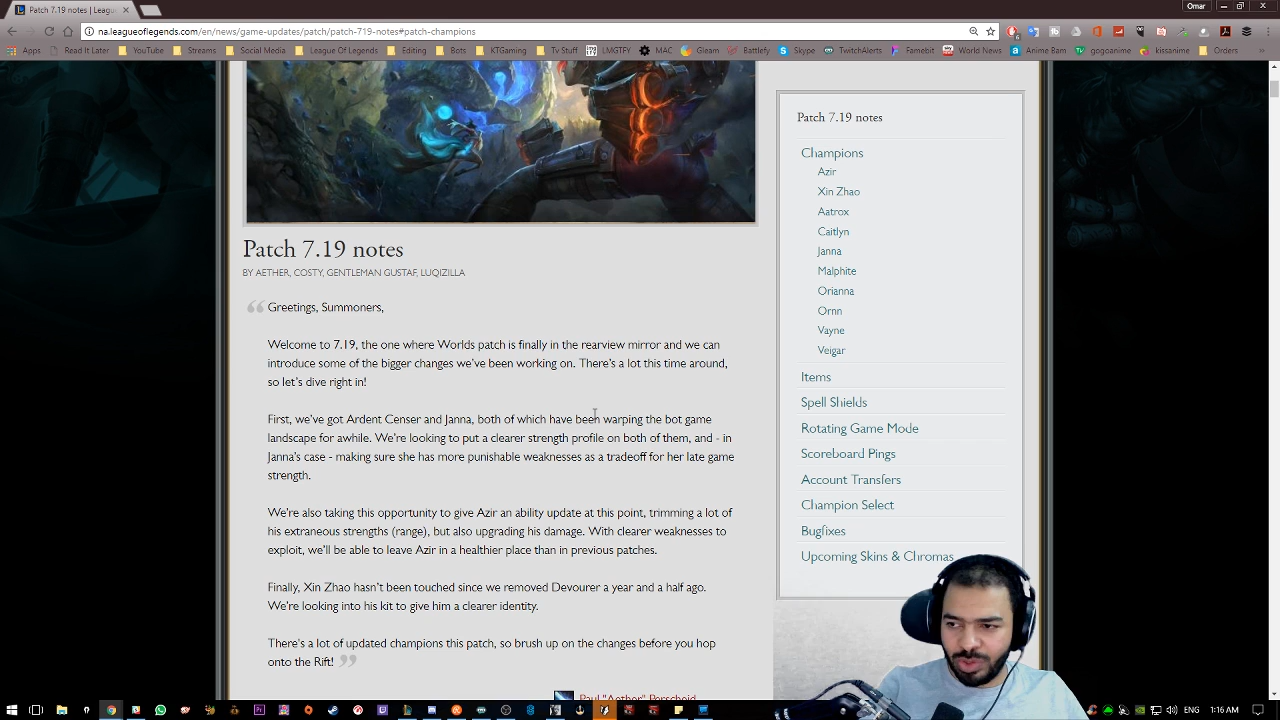 Patch 7.19 notes | Leagu
Omar
na.leagueoflegends.com/en/news/game-updates/patch/patch-719-notes#patch-champions
Apps Read It Later YouTube Streams Social Media League Of Legends Editing Bots KTGaming Tv Stuff LMGTFY MAC Gleam Battlefy Skype TwitchAlerts Famebit World News Anime Bam gogoanime kissanime Orders
Patch 7.19 notes
BY AETHER, COSTY, GENTLEMAN GUSTAF, LUQIZILLA
Greetings, Summoners,
Welcome to 7.19, the one where Worlds patch is finally in the rearview mirror and we can
introduce some of the bigger changes we've been working on. There's a lot this time around,
so let's dive right in!
First, we've got Ardent Censer and Janna, both of which have been warping the bot game
landscape for awhile. We're looking to put a clearer strength profile on both of them, and - in
Janna's case - making sure she has more punishable weaknesses as a tradeoff for her late game
strength.
We're also taking this opportunity to give Azir an ability update at this point, trimming a lot of
his extraneous strengths (range), but also upgrading his damage. With clearer weaknesses to
exploit, we'll be able to leave Azir in a healthier place than in previous patches.
Finally, Xin Zhao hasn't been touched since we removed Devourer a year and a half ago.
We're looking into his kit to give him a clearer identity.
There's a lot of updated champions this patch, so brush up on the changes before you hop
onto the Rift!
Paul "Aether" Perscheid
Patch 7.19 notes
Champions
Azir
Xin Zhao
Aatrox
Caitlyn
Janna
Malphite
Orianna
Ornn
Vayne
Veigar
Items
Spell Shields
Rotating Game Mode
Scoreboard Pings
Account Transfers
Champion Select
Bugfixes
Upcoming Skins & Chromas
ENG 1:16 AM